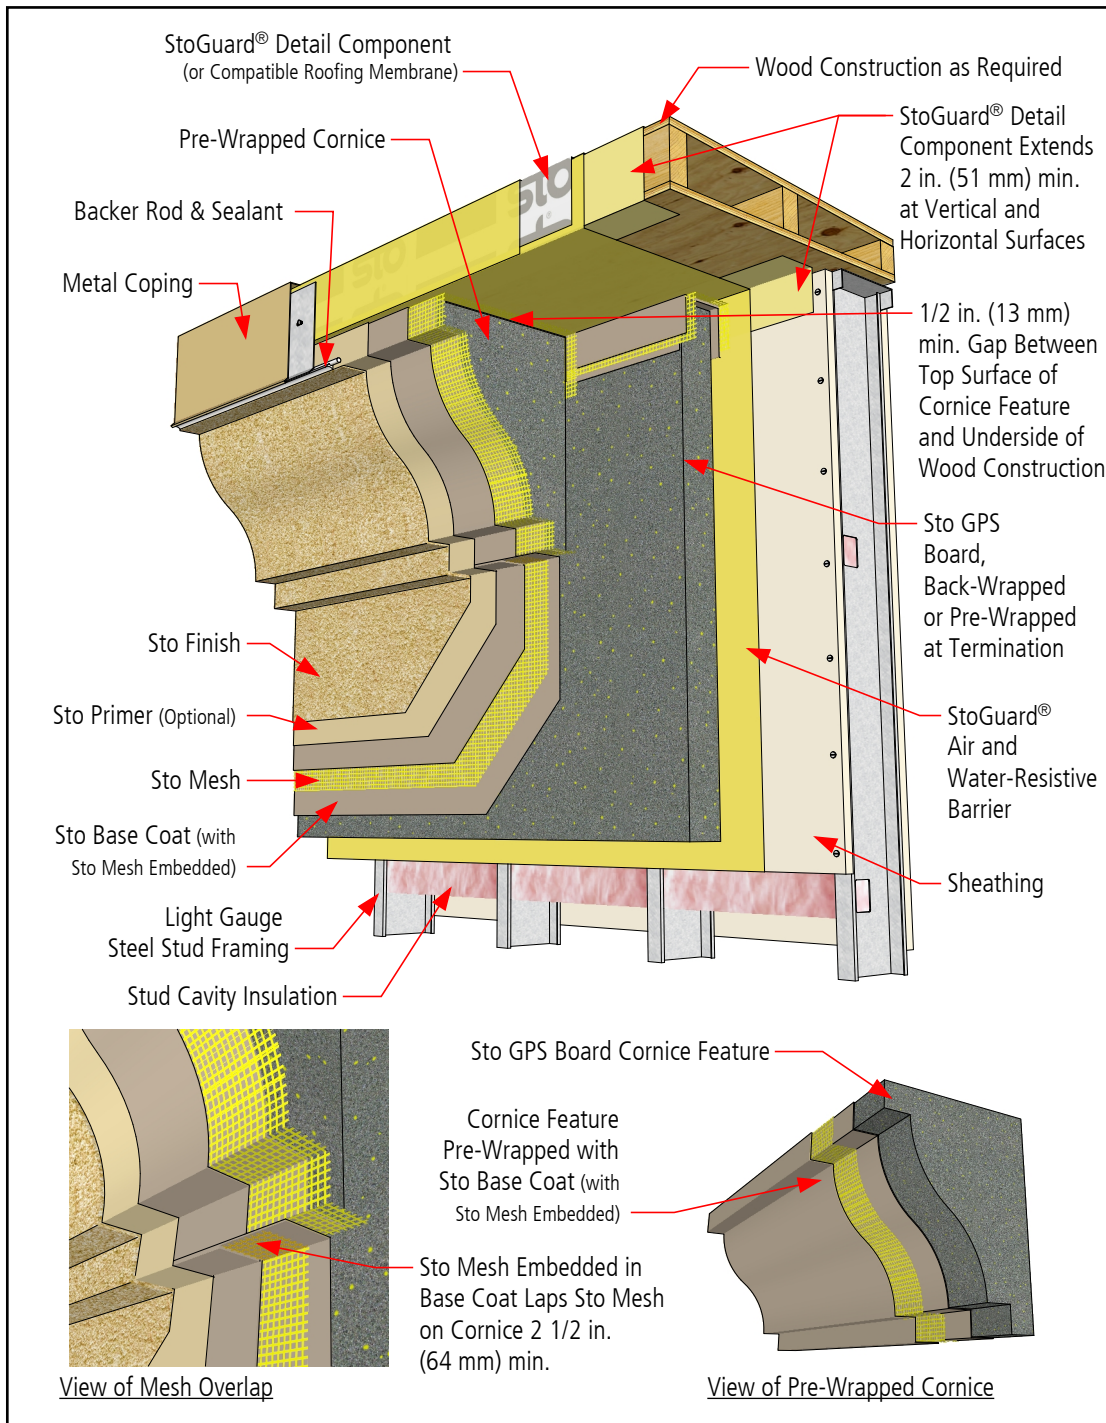 StoGuard® Detail Component
(or Compatible Roofing Membrane)
Wood Construction as Required
Pre-Wrapped Cornice
StoGuard® Detail
Component Extends
2 in. (51 mm) min.
at Vertical and
Horizontal Surfaces
Backer Rod & Sealant
Metal Coping
sto
sto
®
1/2 in. (13 mm)
min. Gap Between
Top Surface of
Cornice Feature
and Underside of
Wood Construction
Sto GPS
Board,
Back-Wrapped
or Pre-Wrapped
at Termination
Sto Finish
Sto Primer (Optional)
Sto Mesh
Sto Base Coat (with
Sto Mesh Embedded)
StoGuard®
Air and
Water-Resistive
Barrier
Sheathing
Light Gauge
Steel Stud Framing
Stud Cavity Insulation
Sto GPS Board Cornice Feature
Cornice Feature
Pre-Wrapped with
Sto Base Coat (with
Sto Mesh Embedded)
Sto Mesh Embedded in
Base Coat Laps Sto Mesh
on Cornice 2 1/2 in.
(64 mm) min.
View of Mesh Overlap
View of Pre-Wrapped Cornice